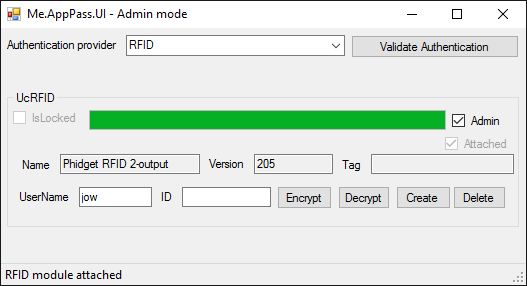 Me.AppPass.UI - Admin mode
Authentication provider RFID Validate Authentication
UcRFID
IsLocked Admin
Attached
Name Phidget RFID 2-output Version 205 Tag
UserName jow ID Encrypt Decrypt Create Delete
RFID module attached